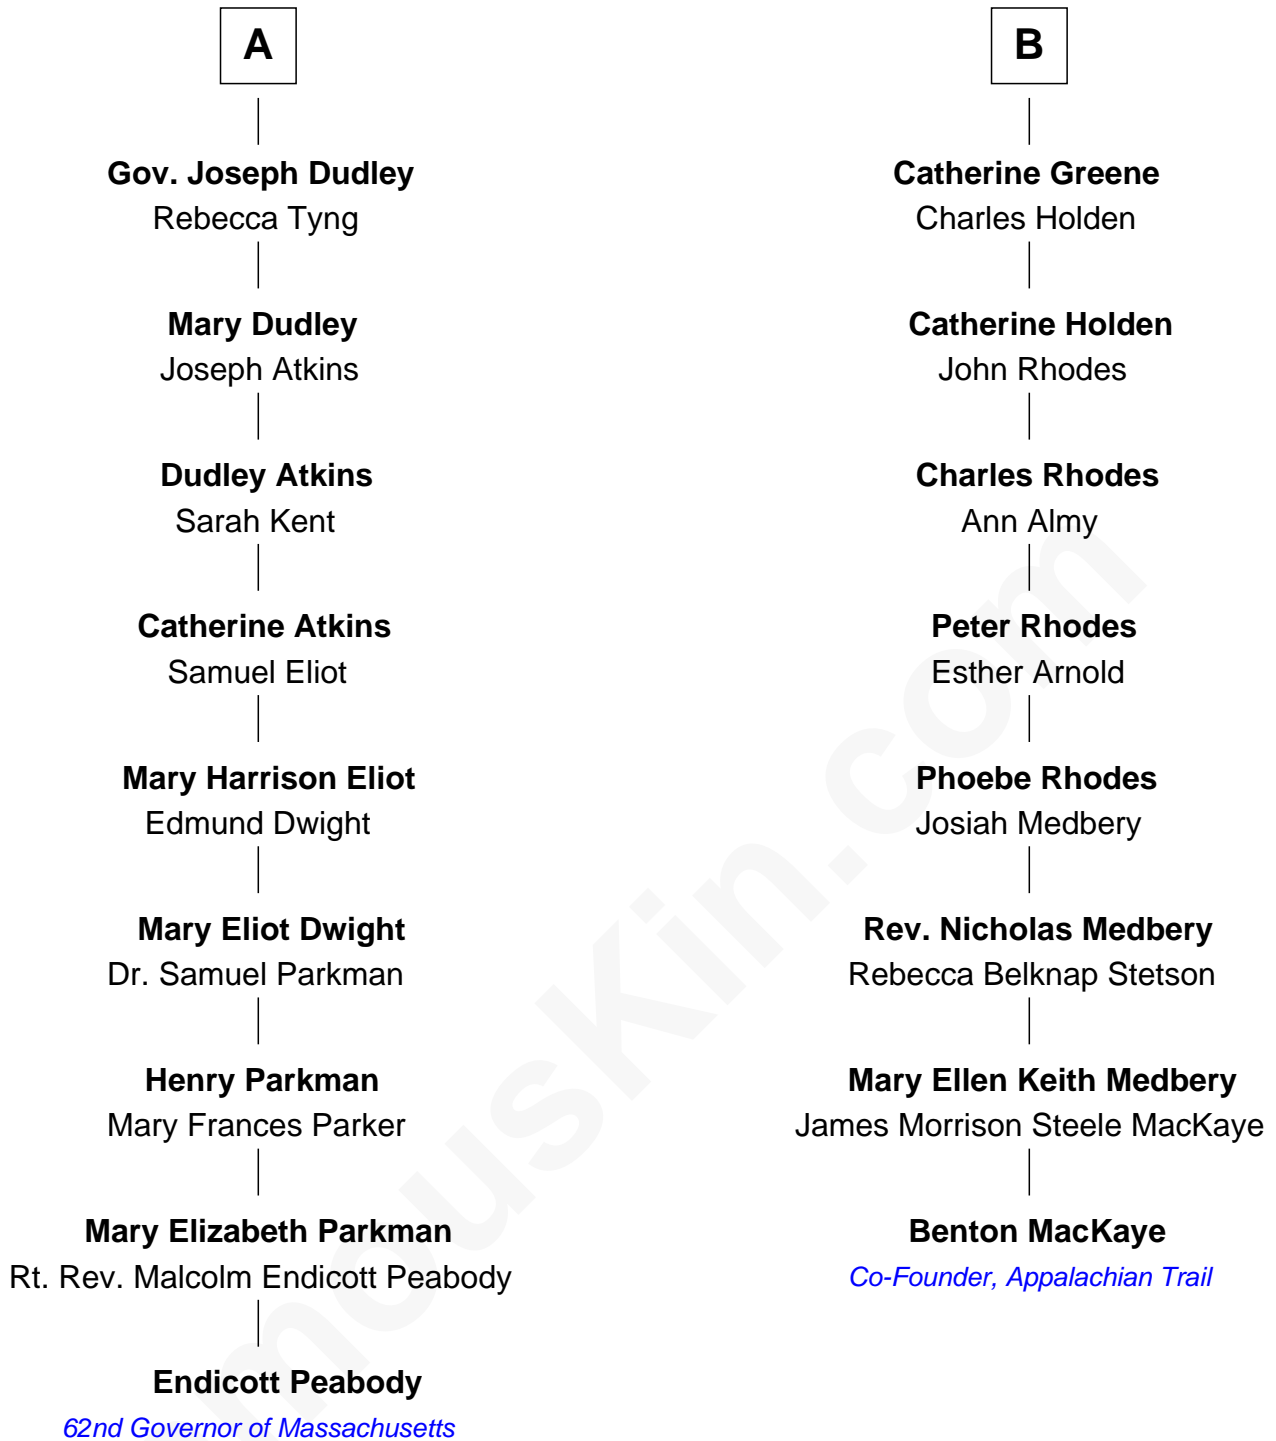 A
Gov. Joseph Dudley
Rebecca Tyng
Mary Dudley
Joseph Atkins
Dudley Atkins
Sarah Kent
Catherine Atkins
Samuel Eliot
Mary Harrison Eliot
Edmund Dwight
Mary Eliot Dwight
Dr. Samuel Parkman
Henry Parkman
Mary Frances Parker
Mary Elizabeth Parkman
Rt. Rev. Malcolm Endicott Peabody
Endicott Peabody
62nd Governor of Massachusetts
B
Catherine Greene
Charles Holden
Catherine Holden
John Rhodes
Charles Rhodes
Ann Almy
Peter Rhodes
Esther Arnold
Phoebe Rhodes
Josiah Medbery
Rev. Nicholas Medbery
Rebecca Belknap Stetson
Mary Ellen Keith Medbery
James Morrison Steele MacKaye
Benton MacKaye
Co-Founder, Appalachian Trail
mousKin.com